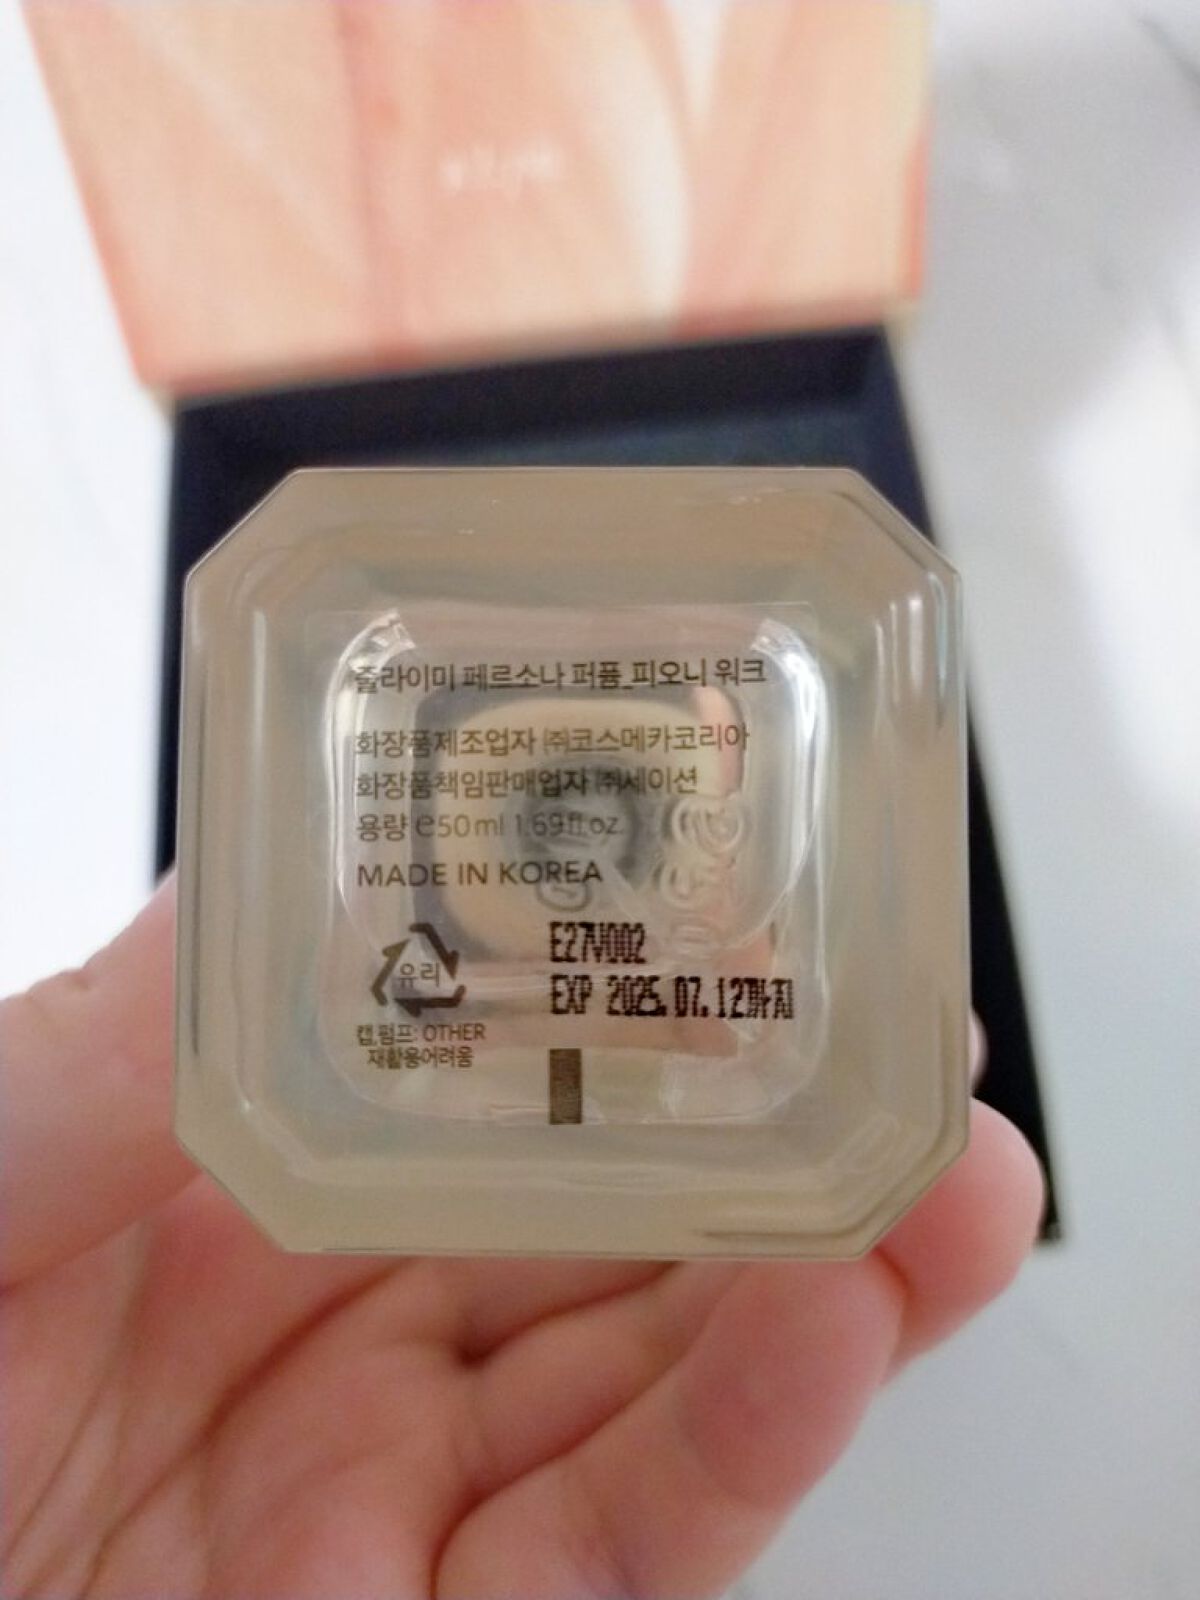 줄라이미 페르소나 퍼퓸_피오니 워크
화장품제조업자 ㈜코스메카코리아
화장품책임판매업자 ㈜세이션
용량 ℮50ml 1.69fl.oz.
MADE IN KOREA
유리
캡,펌프: OTHER
재활용어려움
E27V002
EXP 2025.07.12까지